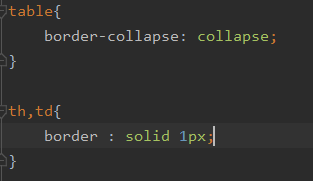 table{
    border-collapse: collapse;
}
th,td{
    border : solid 1px;
}